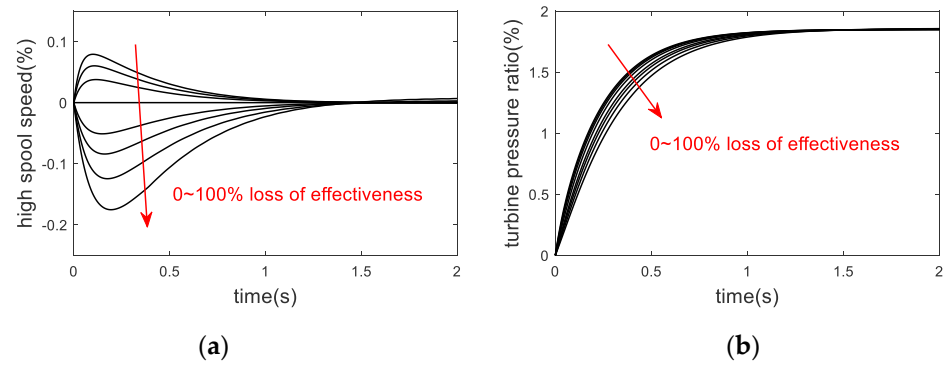 high spool speed(%)
0.1
0
-0.1
-0.2
0~100% loss of effectiveness
0 0.5 1 1.5 2
time(s)
(a)
turbine pressure ratio(%)
2
1.5
1
0.5
0
0~100% loss of effectiveness
0 0.5 1 1.5 2
time(s)
(b)